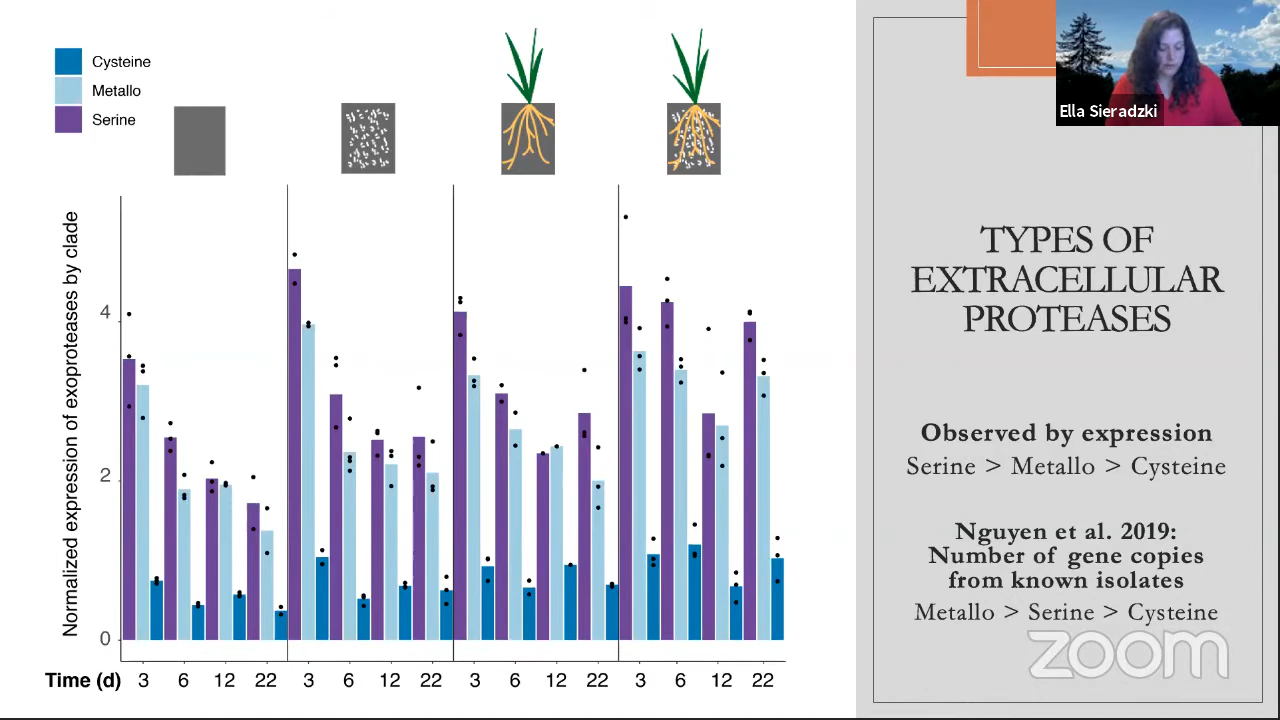 Cysteine
Metallo
Serine
Ella Sieradzki
Normalized expression of exoproteases by clade
4
2
0
Time (d) 3 6 12 22 3 6 12 22 3 6 12 22 3 6 12 22
TYPES OF
EXTRACELLULAR
PROTEASES
Observed by expression
Serine > Metallo > Cysteine
Nguyen et al. 2019:
Number of gene copies
from known isolates
Metallo > Serine > Cysteine
zoom